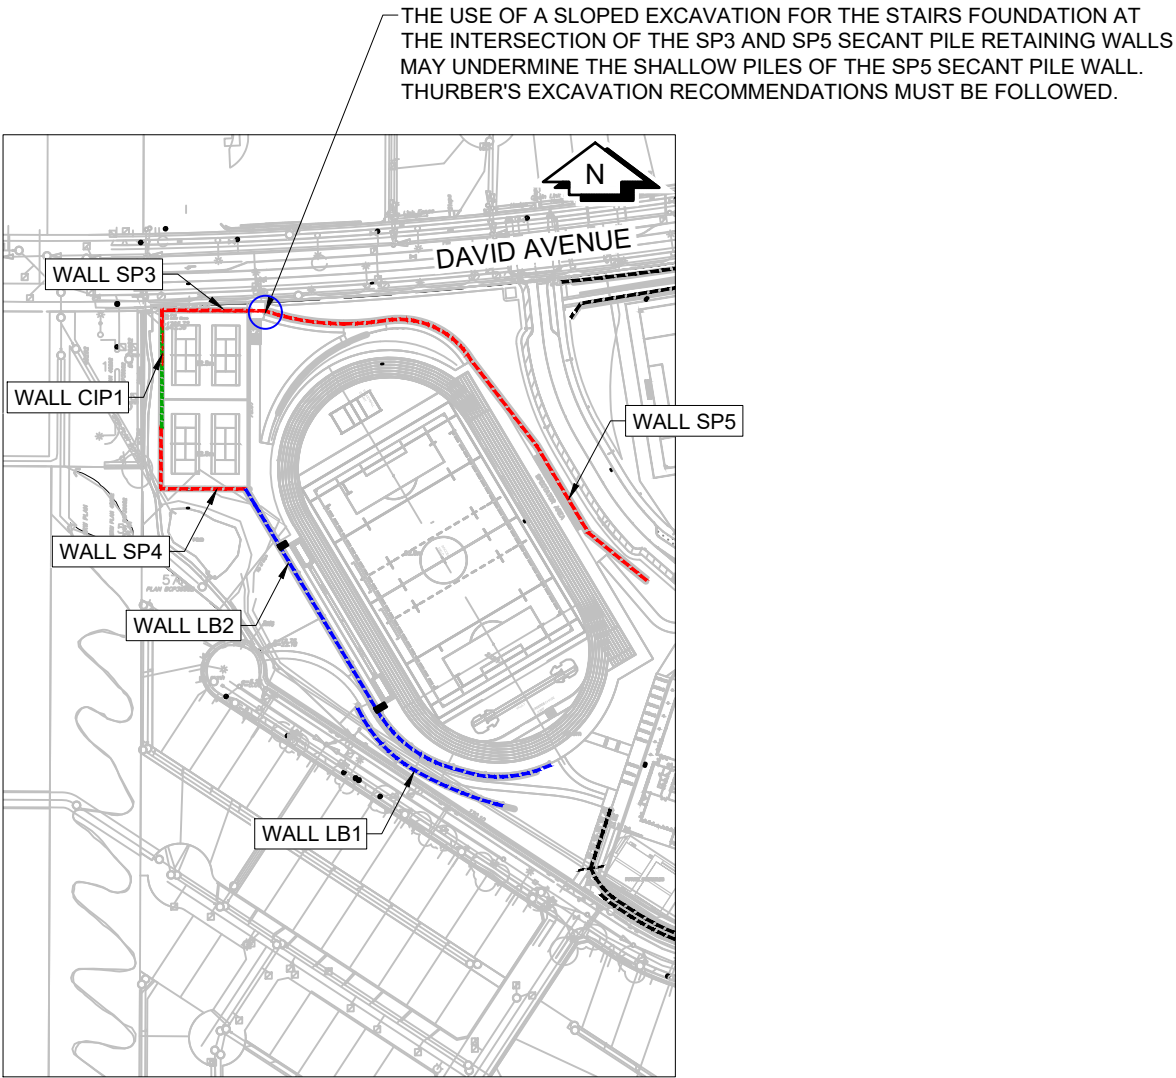 THE USE OF A SLOPED EXCAVATION FOR THE STAIRS FOUNDATION AT
THE INTERSECTION OF THE SP3 AND SP5 SECANT PILE RETAINING WALLS
MAY UNDERMINE THE SHALLOW PILES OF THE SP5 SECANT PILE WALL.
THURBER'S EXCAVATION RECOMMENDATIONS MUST BE FOLLOWED.
N
DAVID AVENUE
WALL SP3
WALL CIP1
WALL SP5
WALL SP4
WALL LB2
WALL LB1